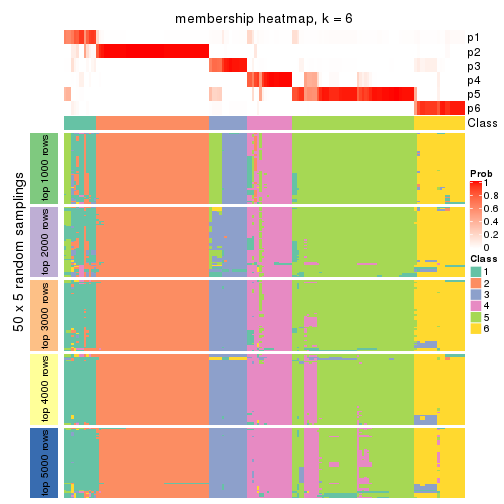 membership heatmap, k = 6
p1
p2
p3
p4
p5
p6
Class
50 x 5 random samplings
top 1000 rows
top 2000 rows
top 3000 rows
top 4000 rows
top 5000 rows
Prob
1
0.8
0.6
0.4
0.2
0
Class
1
2
3
4
5
6